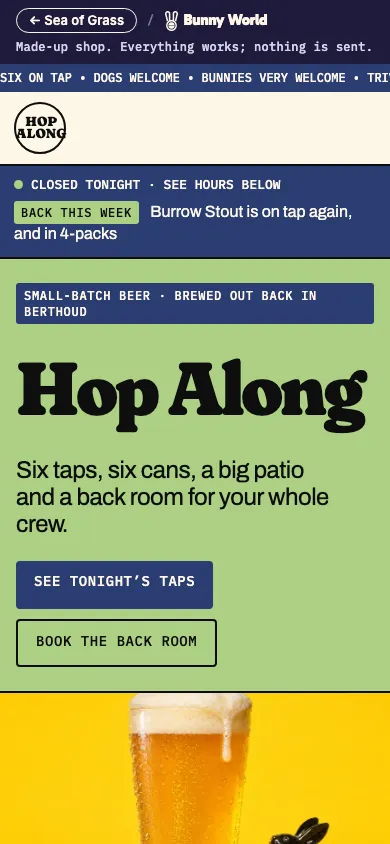 ← Sea of Grass / Bunny World
Made-up shop. Everything works; nothing is sent.
SIX ON TAP • DOGS WELCOME • BUNNIES VERY WELCOME •
HOP
ALONG
CLOSED TONIGHT · SEE HOURS BELOW
BACK THIS WEEK Burrow Stout is on tap again,
and in 4-packs
SMALL-BATCH BEER · BREWED OUT BACK IN
BERTHOUD
Hop Along
Six taps, six cans, a big patio
and a back room for your whole
crew.
SEE TONIGHT’S TAPS
BOOK THE BACK ROOM